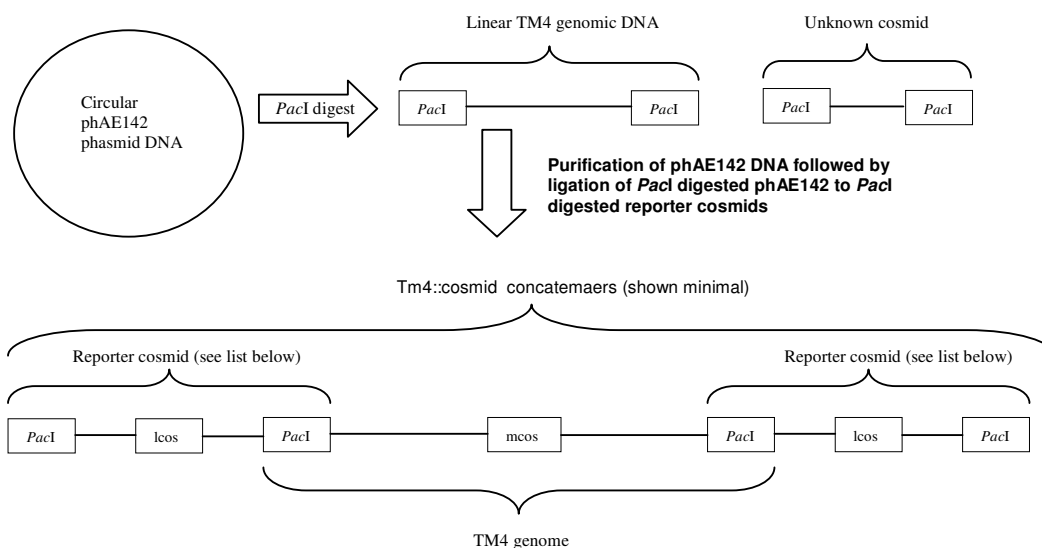 Linear TM4 genomic DNA
Unknown cosmid
Circular
phAE142
phasmid DNA
PacI digest
PacI
PacI
PacI
PacI
Purification of phAE142 DNA followed by
ligation of PacI digested phAE142 to PacI
digested reporter cosmids
Tm4::cosmid concatemaers (shown minimal)
Reporter cosmid (see list below)
Reporter cosmid (see list below)
PacI
lcos
PacI
mcos
PacI
lcos
PacI
TM4 genome